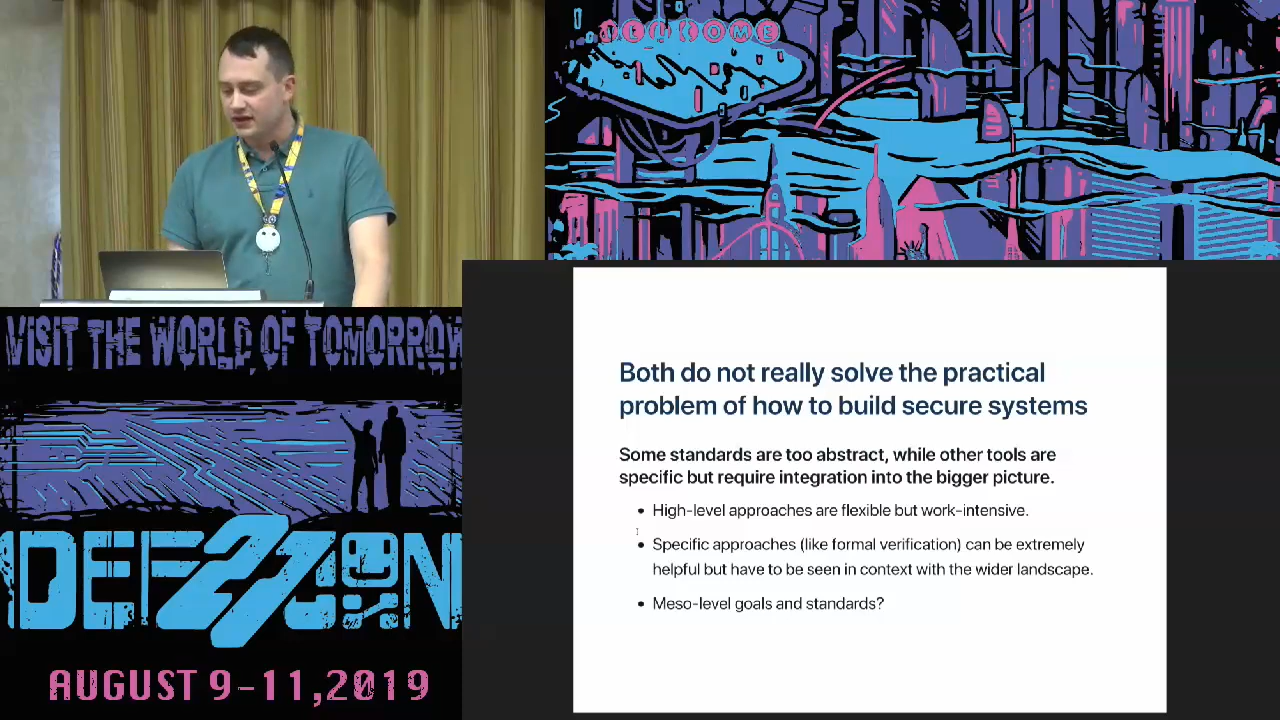 WELCOME
Both do not really solve the practical
problem of how to build secure systems
Some standards are too abstract, while other tools are
specific but require integration into the bigger picture.
• High-level approaches are flexible but work-intensive.
• Specific approaches (like formal verification) can be extremely
helpful but have to be seen in context with the wider landscape.
• Meso-level goals and standards?
VISIT THE WORLD OF TOMORROW
DEF 27 CON
AUGUST 9-11,2019